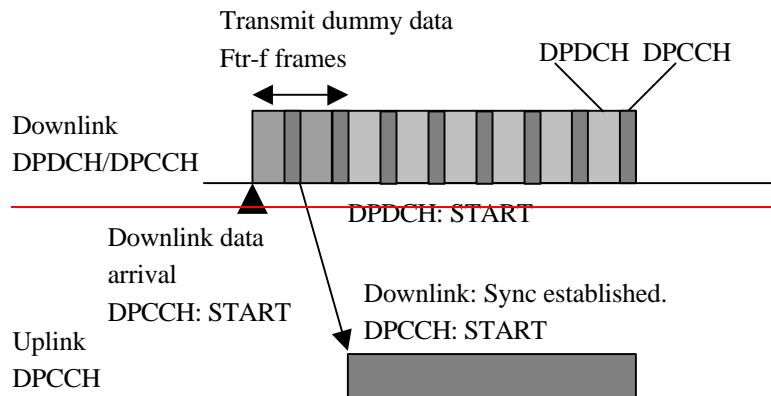 Transmit dummy data
Ftr-f frames
DPDCH DPCCH
Downlink
DPDCH/DPCCH
DPDCH: START
Downlink data
arrival
DPCCH: START
Downlink: Sync established.
DPCCH: START
Uplink
DPCCH